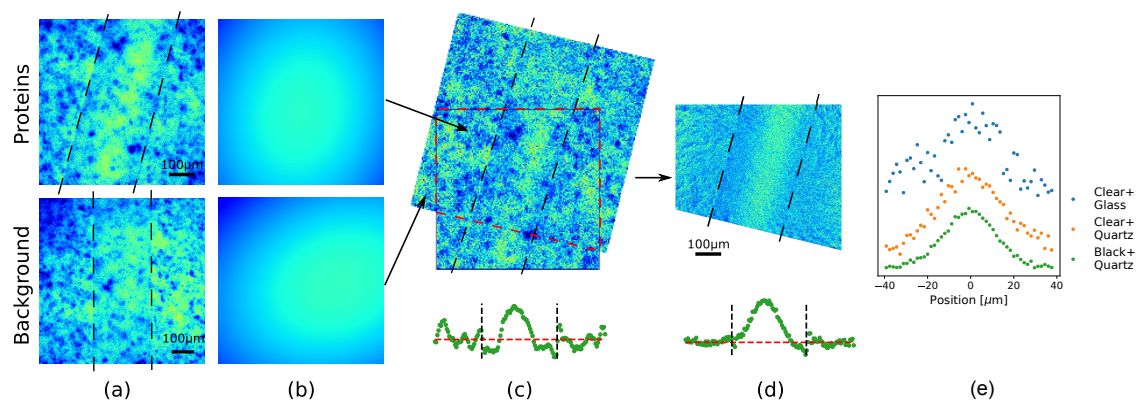 Proteins
Background
100μm
100μm
100μm
−40
−20
0
20
40
Position [μm]
Clear+
Glass
Clear+
Quartz
Black+
Quartz
(a)
(b)
(c)
(d)
(e)